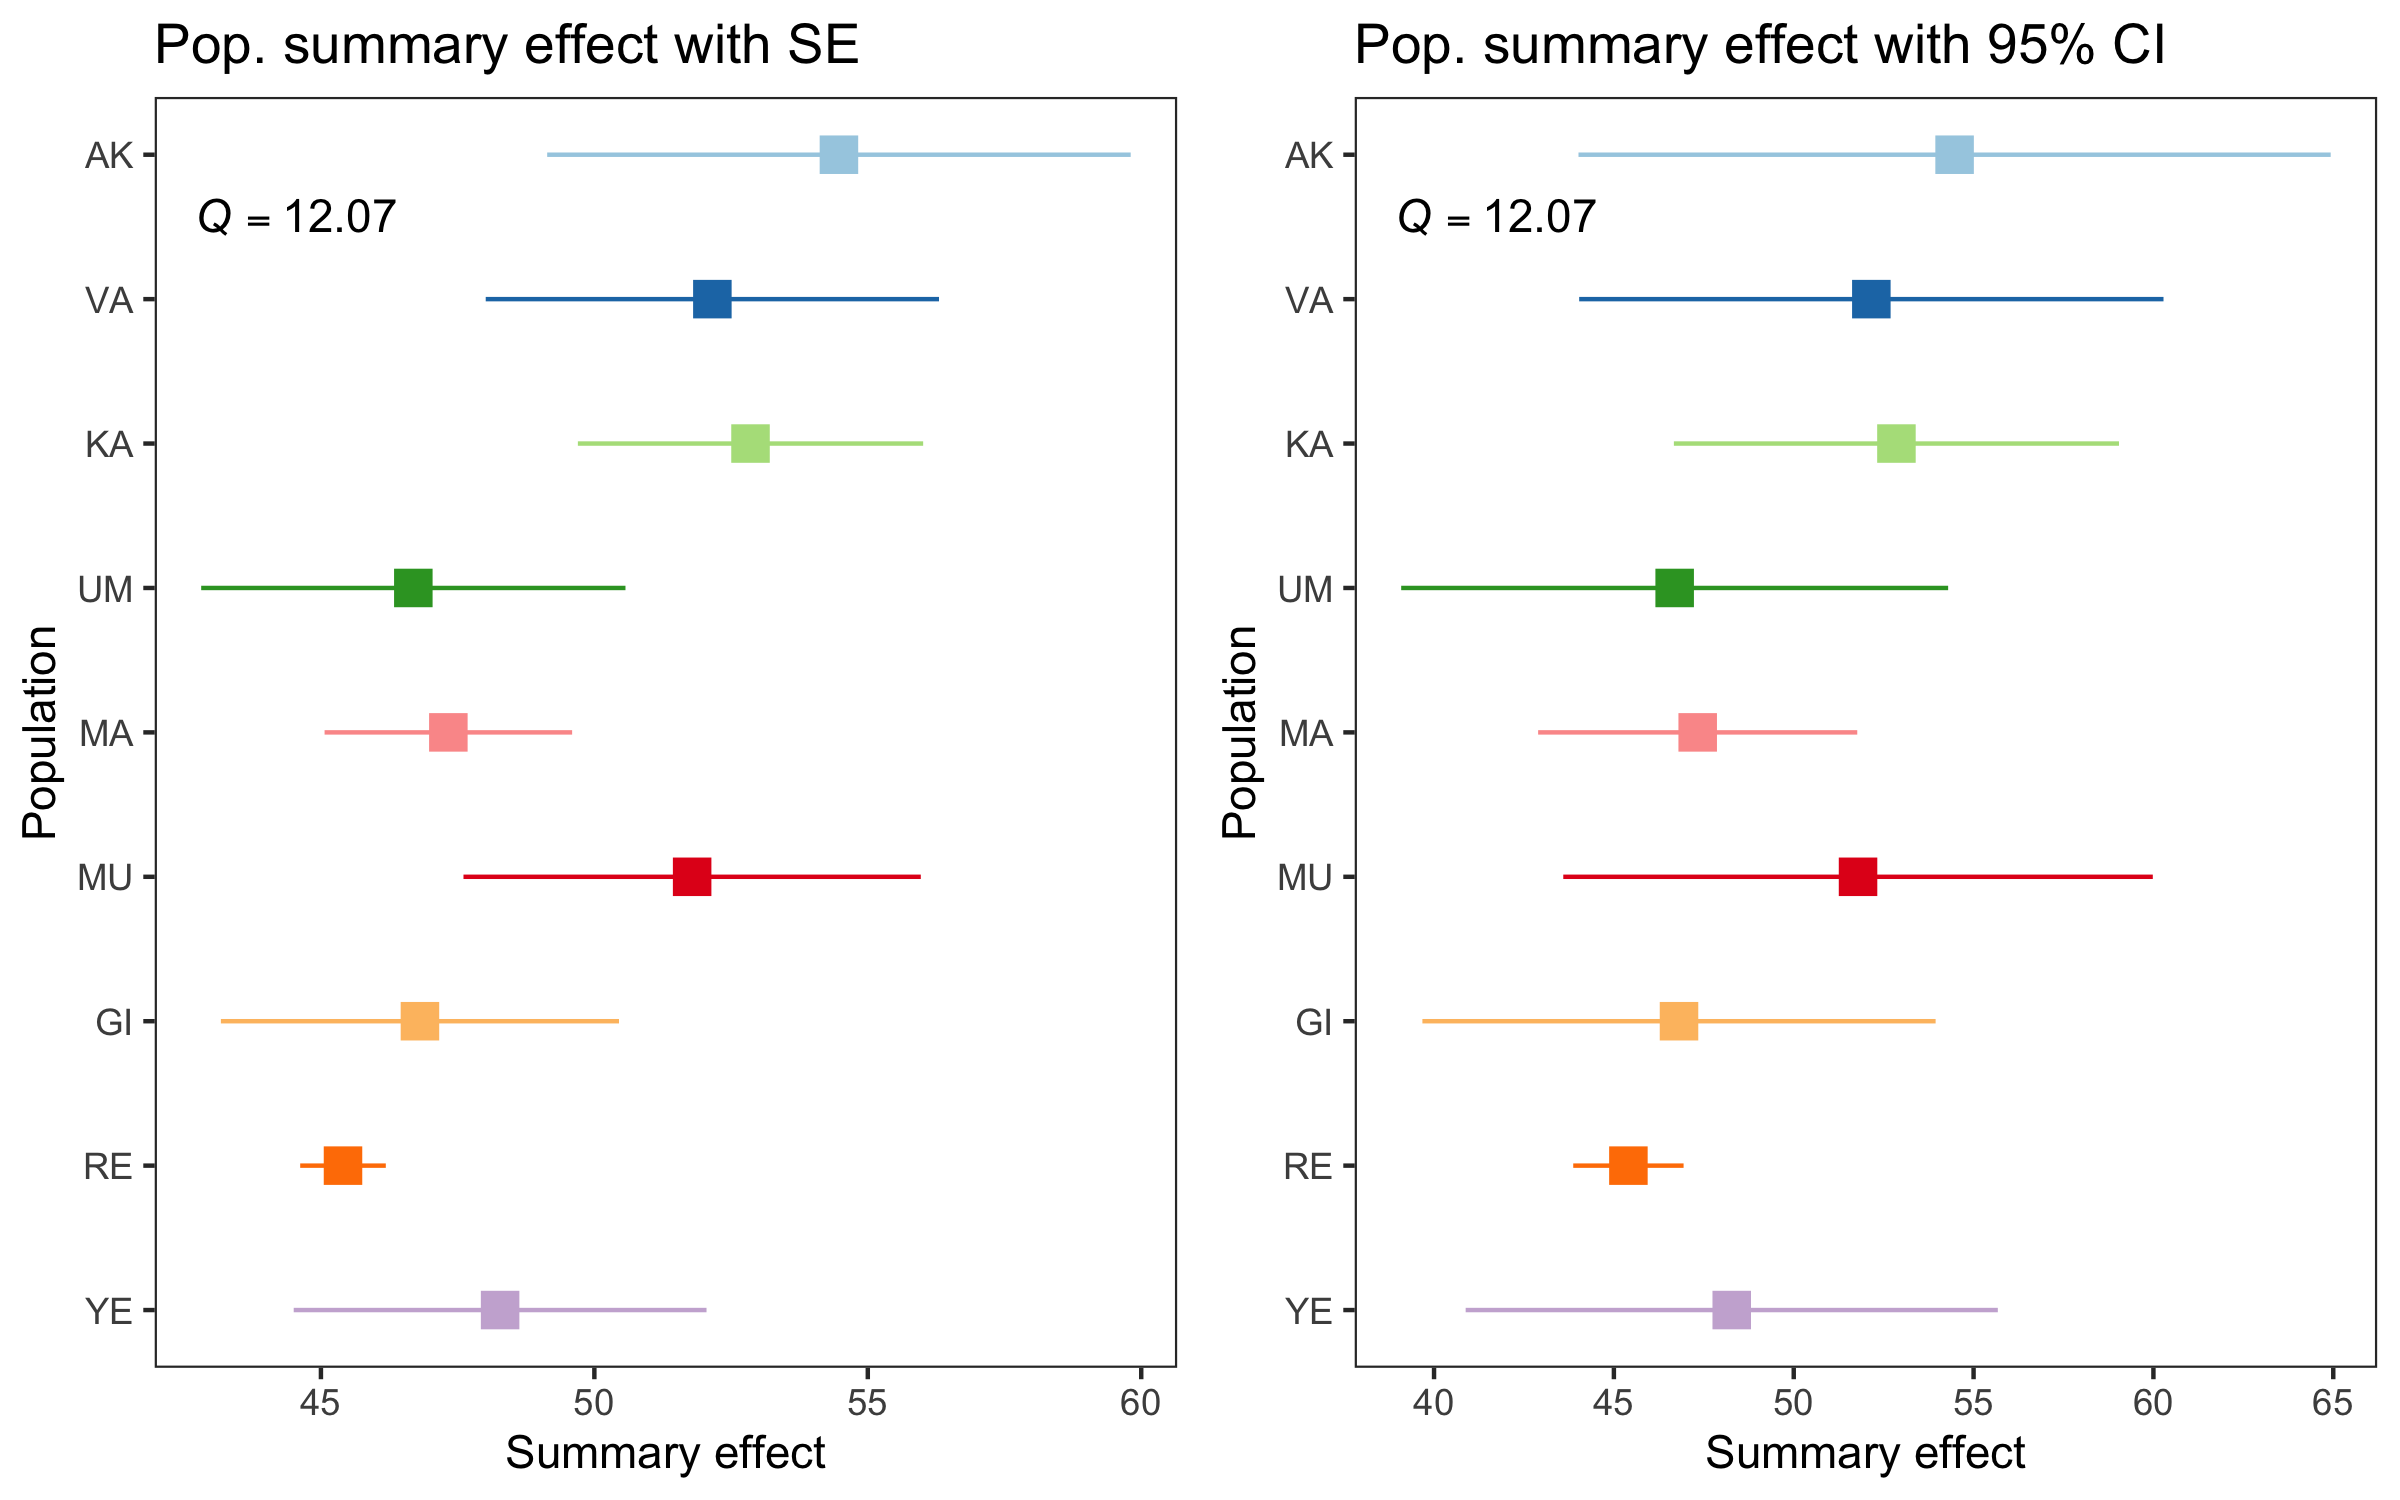 Pop. summary effect with SE
AK
Q = 12.07
VA
KA
UM
MA
MU
GI
RE
YE
Population
45 50 55 60
Summary effect
Pop. summary effect with 95% CI
AK
Q = 12.07
VA
KA
UM
MA
MU
GI
RE
YE
Population
40 45 50 55 60 65
Summary effect